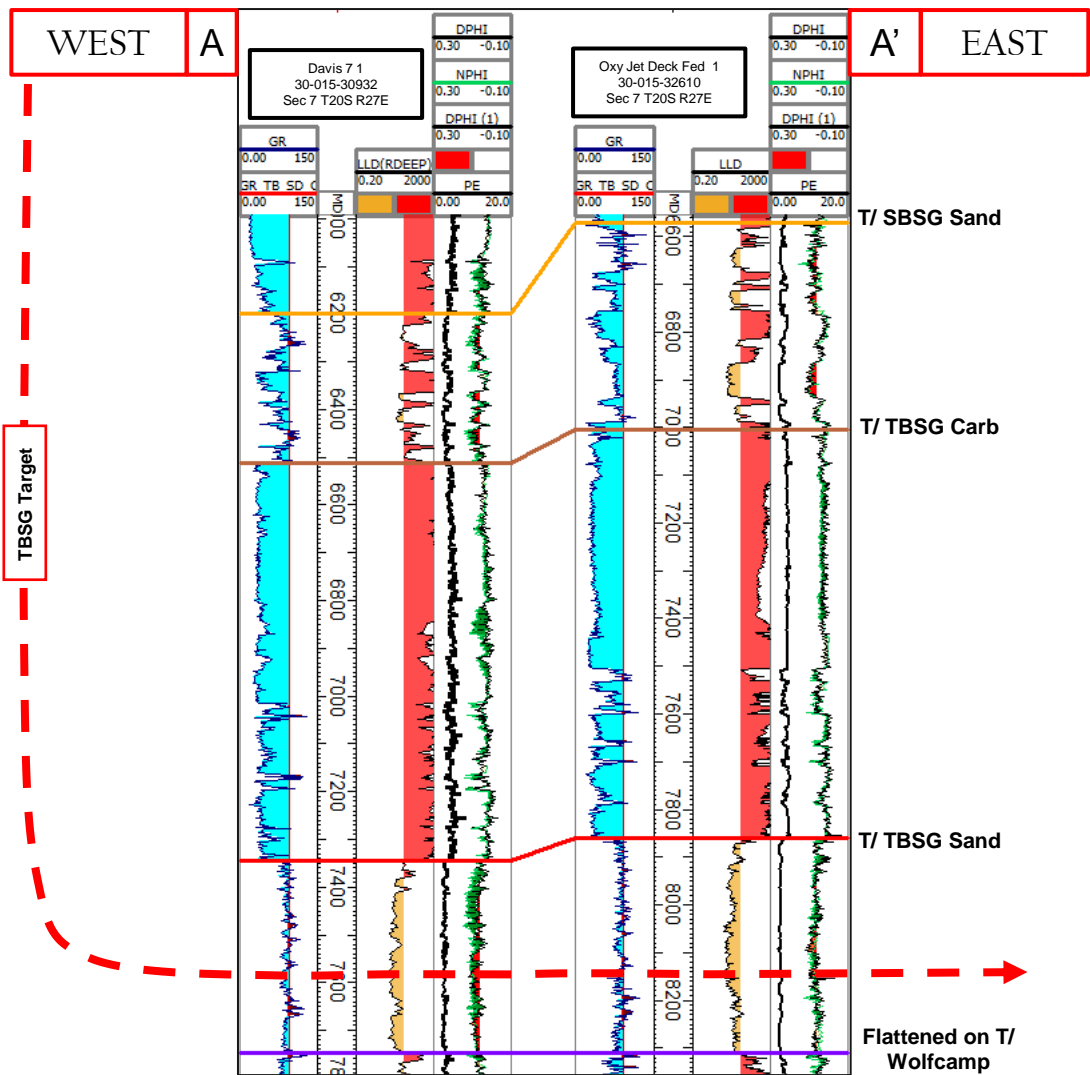 WEST
A
A'
EAST
Davis 7 1
30-015-30932
Sec 7 T20S R27E
Oxy Jet Deck Fed 1
30-015-32610
Sec 7 T20S R27E
DPHI
0.30 -0.10
NPHI
0.30 -0.10
DPHI (1)
0.30 -0.10
GR
0.00 150
LLD(RDEEP)
0.20 2000
PE
GR TB SD C
0.00 150
MD
0.00 20.0
DPHI
0.30 -0.10
NPHI
0.30 -0.10
DPHI (1)
0.30 -0.10
GR
0.00 150
LLD
0.20 2000
PE
GR TB SD C
0.00 150
MD
0.00 20.0
6200
6400
6600
6800
7000
7200
7400
6800
7000
7200
7400
7600
7800
8000
8200
T/ SBSG Sand
T/ TBSG Carb
T/ TBSG Sand
Flattened on T/
Wolfcamp
TBSG Target